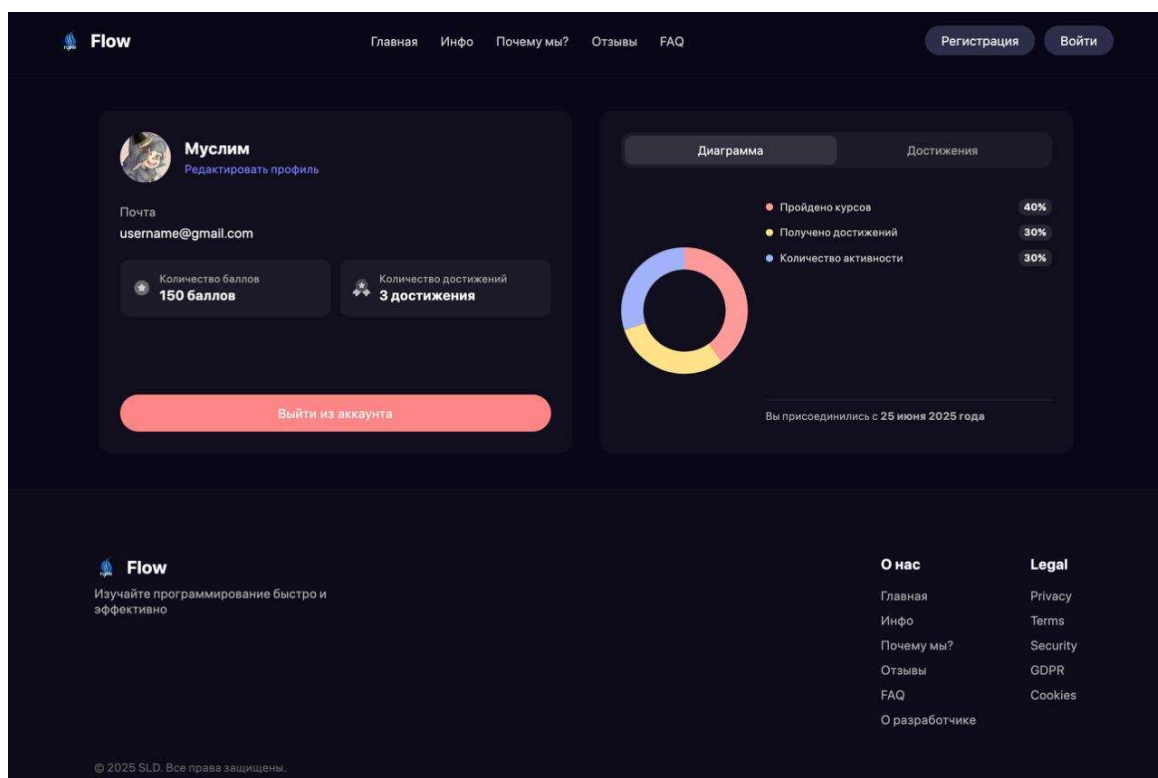 Flow
Главная Инфо Почему мы? Отзывы FAQ
Регистрация Войти
Муслим
Редактировать профиль
Почта
username@gmail.com
Количество баллов
150 баллов
Количество достижений
3 достижения
Выйти из аккаунта
Диаграмма Достижения
Пройдено курсов 40%
Получено достижений 30%
Количество активности 30%
Вы присоединились с 25 июня 2025 года
Flow
Изучайте программирование быстро и
эффективно
О нас
Главная
Инфо
Почему мы?
Отзывы
FAQ
О разработчике
Legal
Privacy
Terms
Security
GDPR
Cookies
© 2025 SLD. Все права защищены.